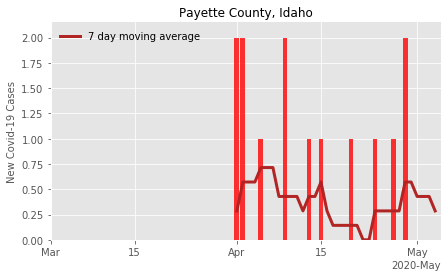 Payette County, Idaho
7 day moving average
New Covid-19 Cases
2.00
1.75
1.50
1.25
1.00
0.75
0.50
0.25
0.00
Mar
15
Apr
15
May
2020-May